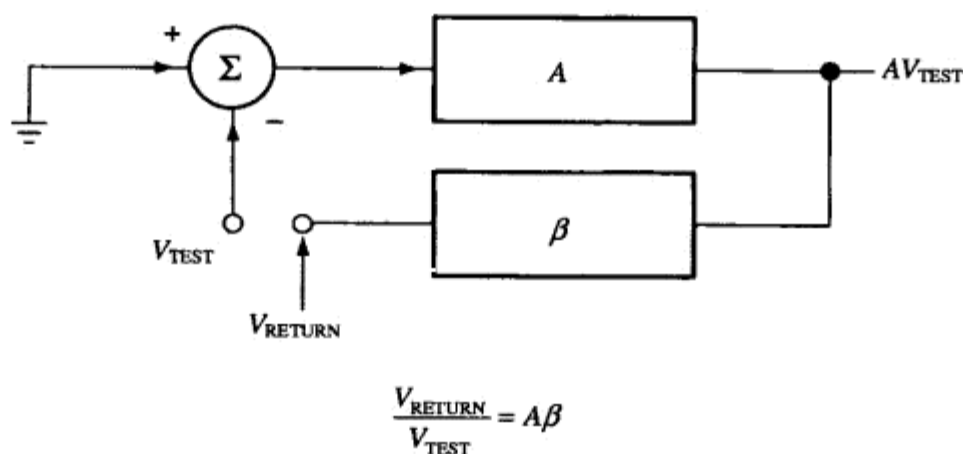 +
Σ
−
A
AV_TEST
β
V_TEST
V_RETURN
V_RETURN / V_TEST = Aβ